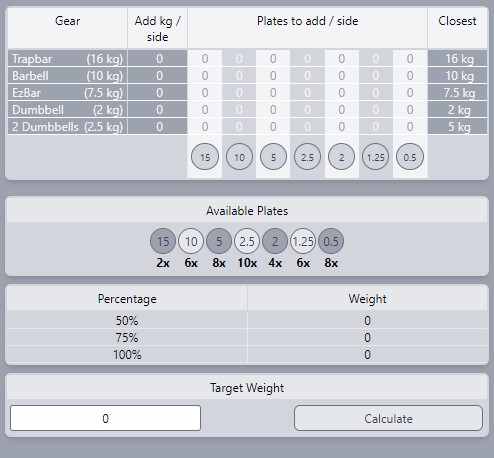 Gear Add kg / side Plates to add / side Closest
Trapbar (16 kg) 0 0 0 0 0 0 0 0 16 kg
Barbell (10 kg) 0 0 0 0 0 0 0 0 10 kg
EzBar (7.5 kg) 0 0 0 0 0 0 0 0 7.5 kg
Dumbbell (2 kg) 0 0 0 0 0 0 0 0 2 kg
2 Dumbbells (2.5 kg) 0 0 0 0 0 0 0 0 5 kg
15 10 5 2.5 2 1.25 0.5
Available Plates
15 10 5 2.5 2 1.25 0.5
2x 6x 8x 10x 4x 6x 8x
Percentage Weight
50% 0
75% 0
100% 0
Target Weight
0 Calculate